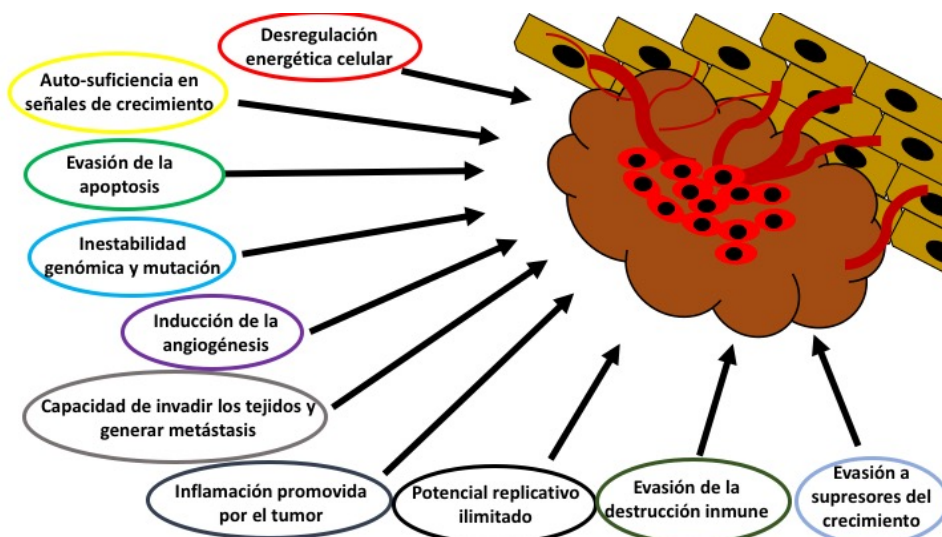 Desregulación
energética celular
Auto-suficiencia en
señales de crecimiento
Evasión de la
apoptosis
Inestabilidad
genómica y mutación
Inducción de la
angiogénesis
Capacidad de invadir los tejidos y
generar metástasis
Inflamación promovida
por el tumor
Potencial replicativo
ilimitado
Evasión de la
destrucción inmune
Evasión a
supresores del
crecimiento